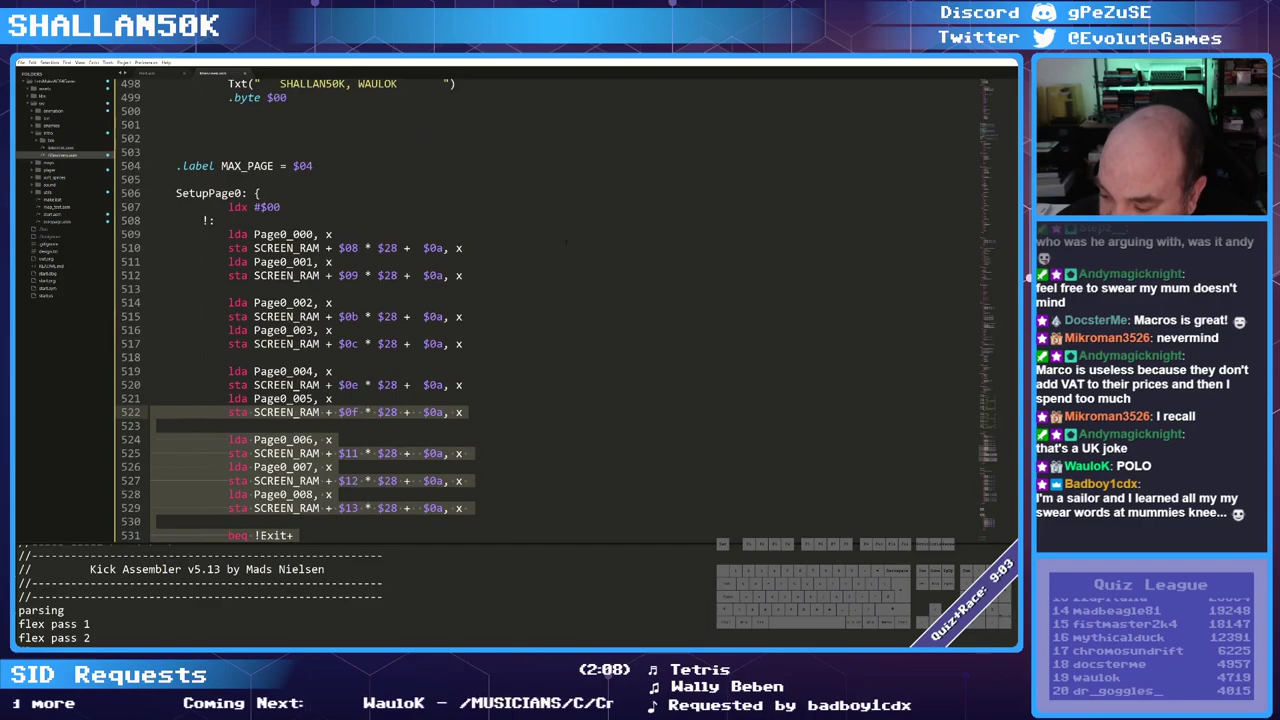 SHALLAN50K
Discord gPeZuSE
Twitter @EvoluteGames
FOLDERS
498 Txt(" SHALLAN50K, WAULOK ")
499 .byte $00
500
501
502
503
504 .label MAX_PAGE = $04
505
506 SetupPage0: {
507 ldx #$00
508 !:
509 lda Page0_000, x
510 sta SCREEN_RAM + $08 * $28 + $0a, x
511 lda Page0_001, x
512 sta SCREEN_RAM + $09 * $28 + $0a, x
513
514 lda Page0_002, x
515 sta SCREEN_RAM + $0b * $28 + $0a, x
516 lda Page0_003, x
517 sta SCREEN_RAM + $0c * $28 + $0a, x
518
519 lda Page0_004, x
520 sta SCREEN_RAM + $0e * $28 + $0a, x
521 lda Page0_005, x
522 sta SCREEN_RAM + $0f * $28 + $0a, x
523
524 lda Page0_006, x
525 sta SCREEN_RAM + $11 * $28 + $0a, x
526 lda Page0_007, x
527 sta SCREEN_RAM + $12 * $28 + $0a, x
528 lda Page0_008, x
529 sta SCREEN_RAM + $13 * $28 + $0a, x
530
531 beq !Exit
//------------------------------------------------------
// Kick Assembler v5.13 by Mads Nielsen
//------------------------------------------------------
parsing
flex pass 1
flex pass 2
Quiz+Race: 9:03
who was he arguing with, was it andy
Andymagicknight:
feel free to swear my mum doesn't
mind
DocsterMe: Macros is great!
Mikroman3526: nevermind
Andymagicknight:
Marco is useless because they don't
add VAT to their prices and then I
spend too much
Mikroman3526: I recall
Andymagicknight:
that's a UK joke
WauloK: POLO
Badboy1cdx:
I'm a sailor and I learned all my my
swear words at mummies knee...
Quiz League
14 madbeagle81 19248
15 fistmaster2k4 18147
16 mythicalduck 12391
17 chromosundrift 6225
18 docsterme 4957
19 waulok 4719
20 dr_goggles_ 4015
SID Requests
(2:08) Tetris
Wally Beben
Requested by badboy1cdx
d more Coming Next: WauloK - /MUSICIANS/C/Cr